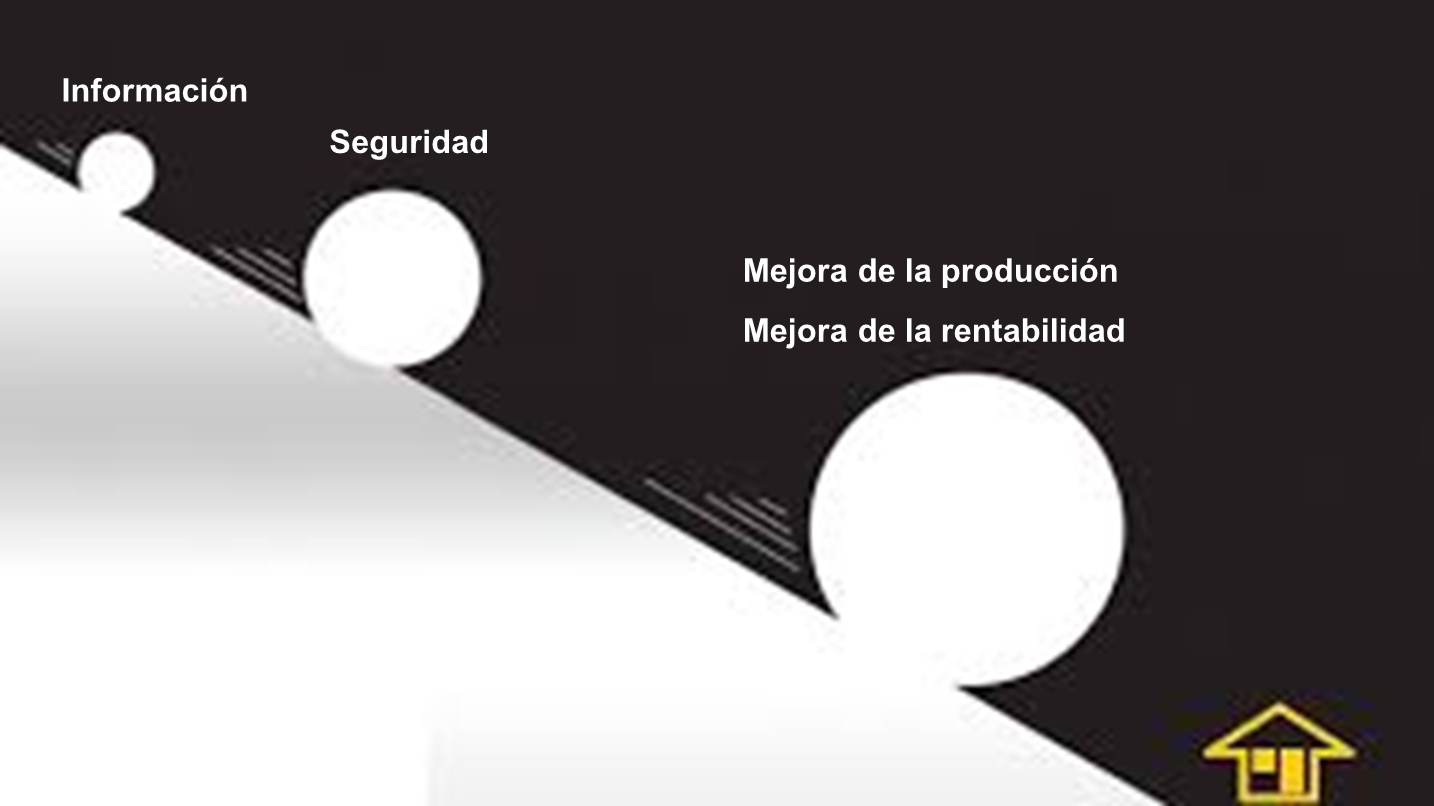 Información
Seguridad
Mejora de la producción
Mejora de la rentabilidad